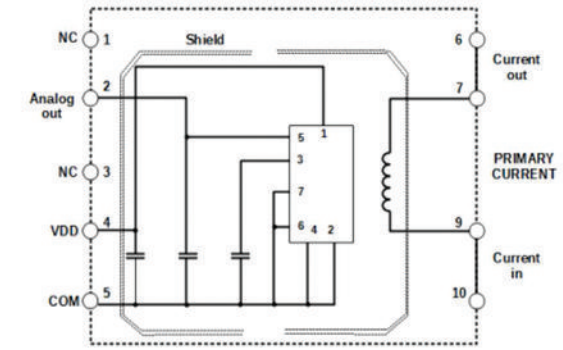 NC 1
Shield
6
Current
out
2
Analog
out
7
5 1
3
PRIMARY
CURRENT
NC 3
7
4
VDD
6 4 2
9
Current
in
5
COM
10